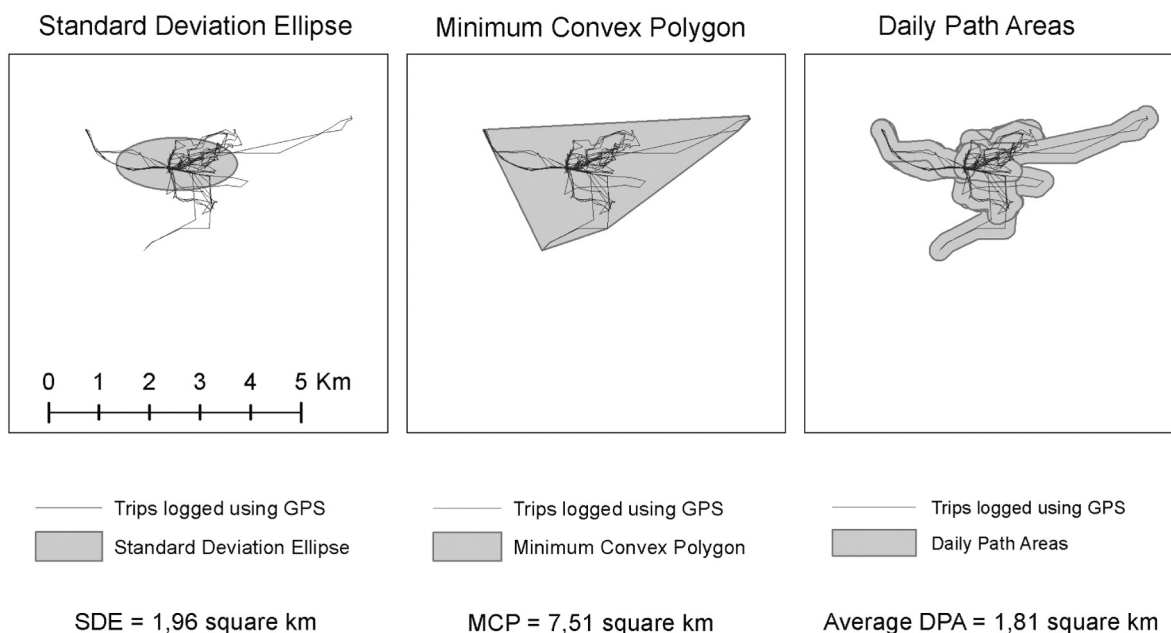 Standard Deviation Ellipse
Minimum Convex Polygon
Daily Path Areas
0 1 2 3 4 5 Km
Trips logged using GPS
Standard Deviation Ellipse
Trips logged using GPS
Minimum Convex Polygon
Trips logged using GPS
Daily Path Areas
SDE = 1,96 square km
MCP = 7,51 square km
Average DPA = 1,81 square km